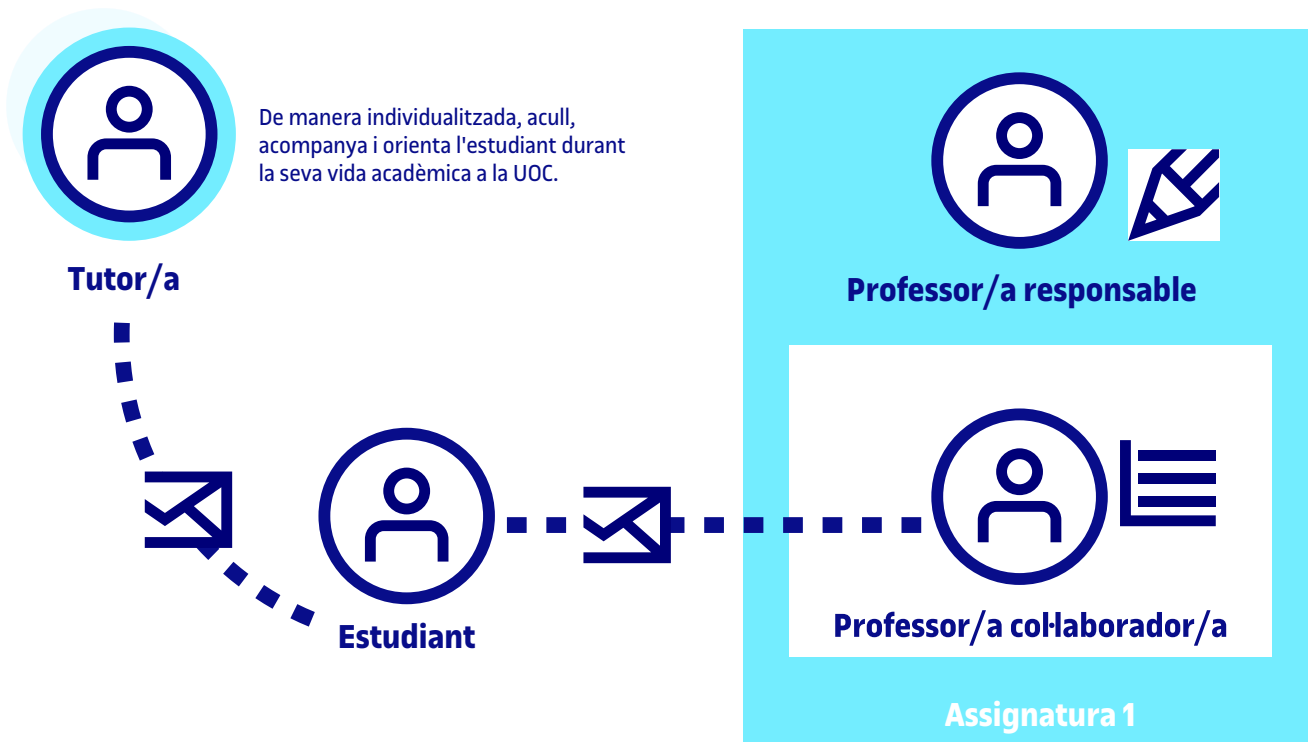 De manera individualitzada, acull,
acompanya i orienta l'estudiant durant
la seva vida acadèmica a la UOC.
Tutor/a
Professor/a responsable
Estudiant
Professor/a col·laborador/a
Assignatura 1